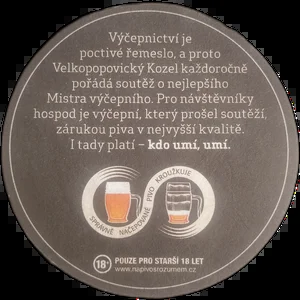 Výčepnictví je
poctivé řemeslo, a proto
Velkopopovický Kozel každoročně
pořádá soutěž o nejlepšího
Mistra výčepního. Pro návštěvníky
hospod je výčepní, který prošel soutěží,
zárukou piva v nejvyšší kvalitě.
I tady platí – kdo umí, umí.
SPRÁVNĚ NAČEPOVANÉ PIVO KROUŽKUJE
18+ POUZE PRO STARŠÍ 18 LET
www.napivosrozumem.cz